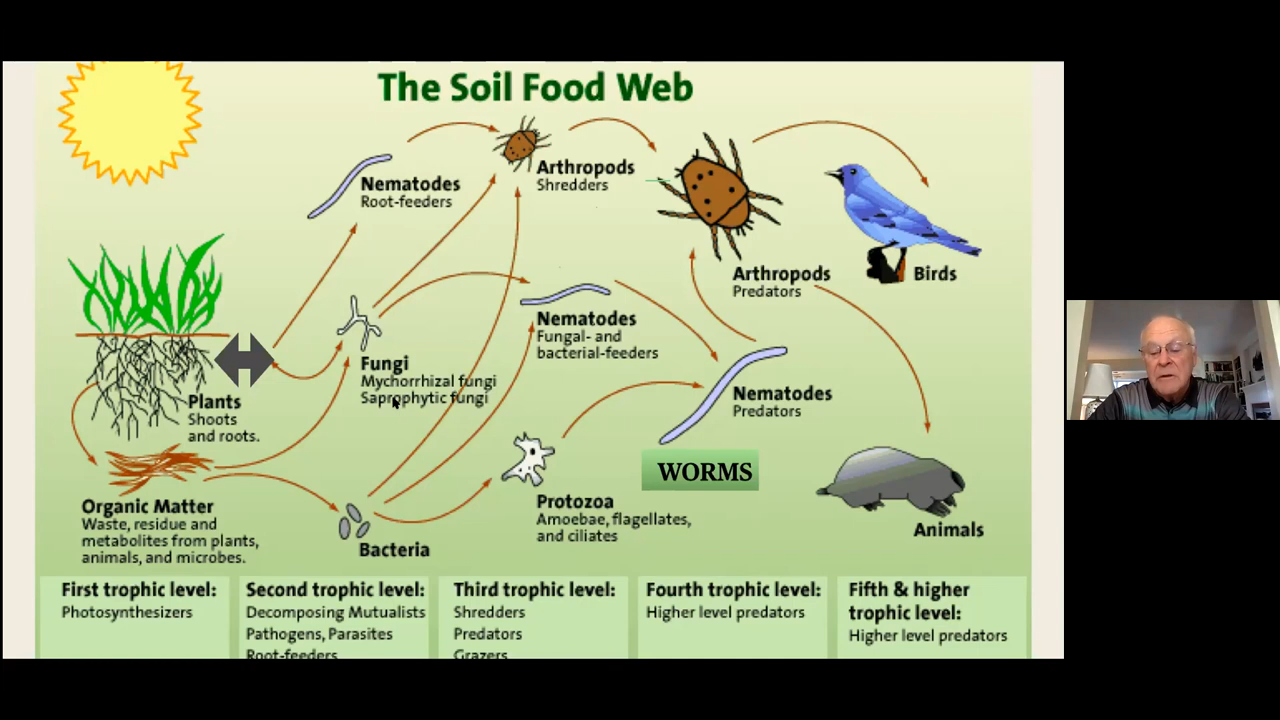 The Soil Food Web
Nematodes
Root-feeders
Arthropods
Shredders
Arthropods
Predators
Birds
Nematodes
Fungal- and
bacterial-feeders
Fungi
Mychorrhizal fungi
Saprophytic fungi
Plants
Shoots
and roots.
Nematodes
Predators
WORMS
Organic Matter
Waste, residue and
metabolites from plants,
animals, and microbes.
Bacteria
Protozoa
Amoebae, flagellates,
and ciliates
Animals
First trophic level:
Photosynthesizers
Second trophic level:
Decomposing Mutualists
Pathogens, Parasites
Root-feeders
Third trophic level:
Shredders
Predators
Grazers
Fourth trophic level:
Higher level predators
Fifth & higher
trophic level:
Higher level predators